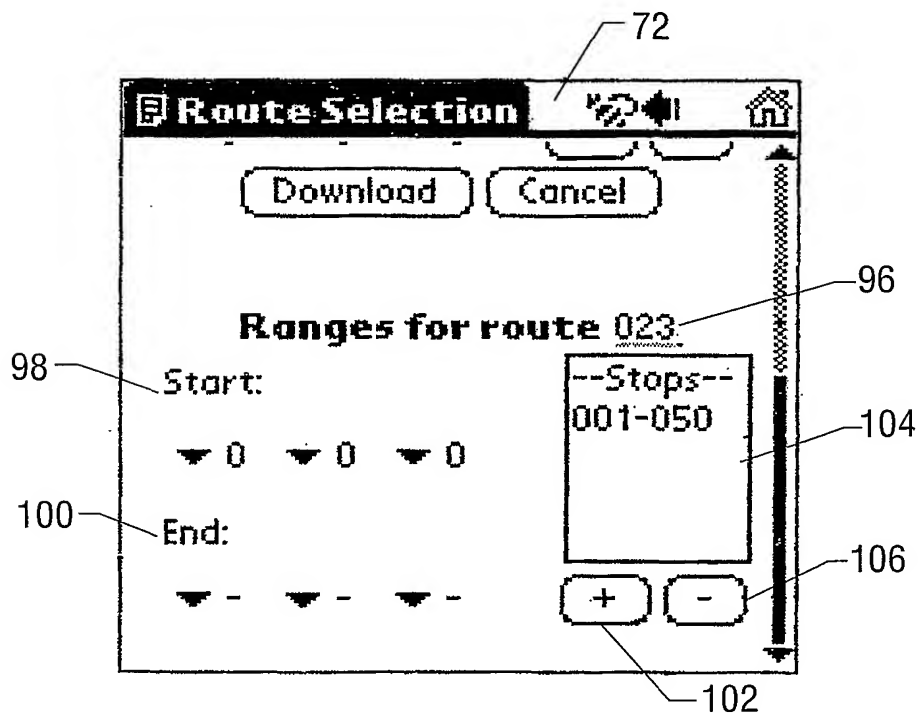 72
Route Selection
Download Cancel
96
Ranges for route 023
98
Start:
--Stops--
001-050
104
0 0 0
100
End:
106
- - -
+ -
102